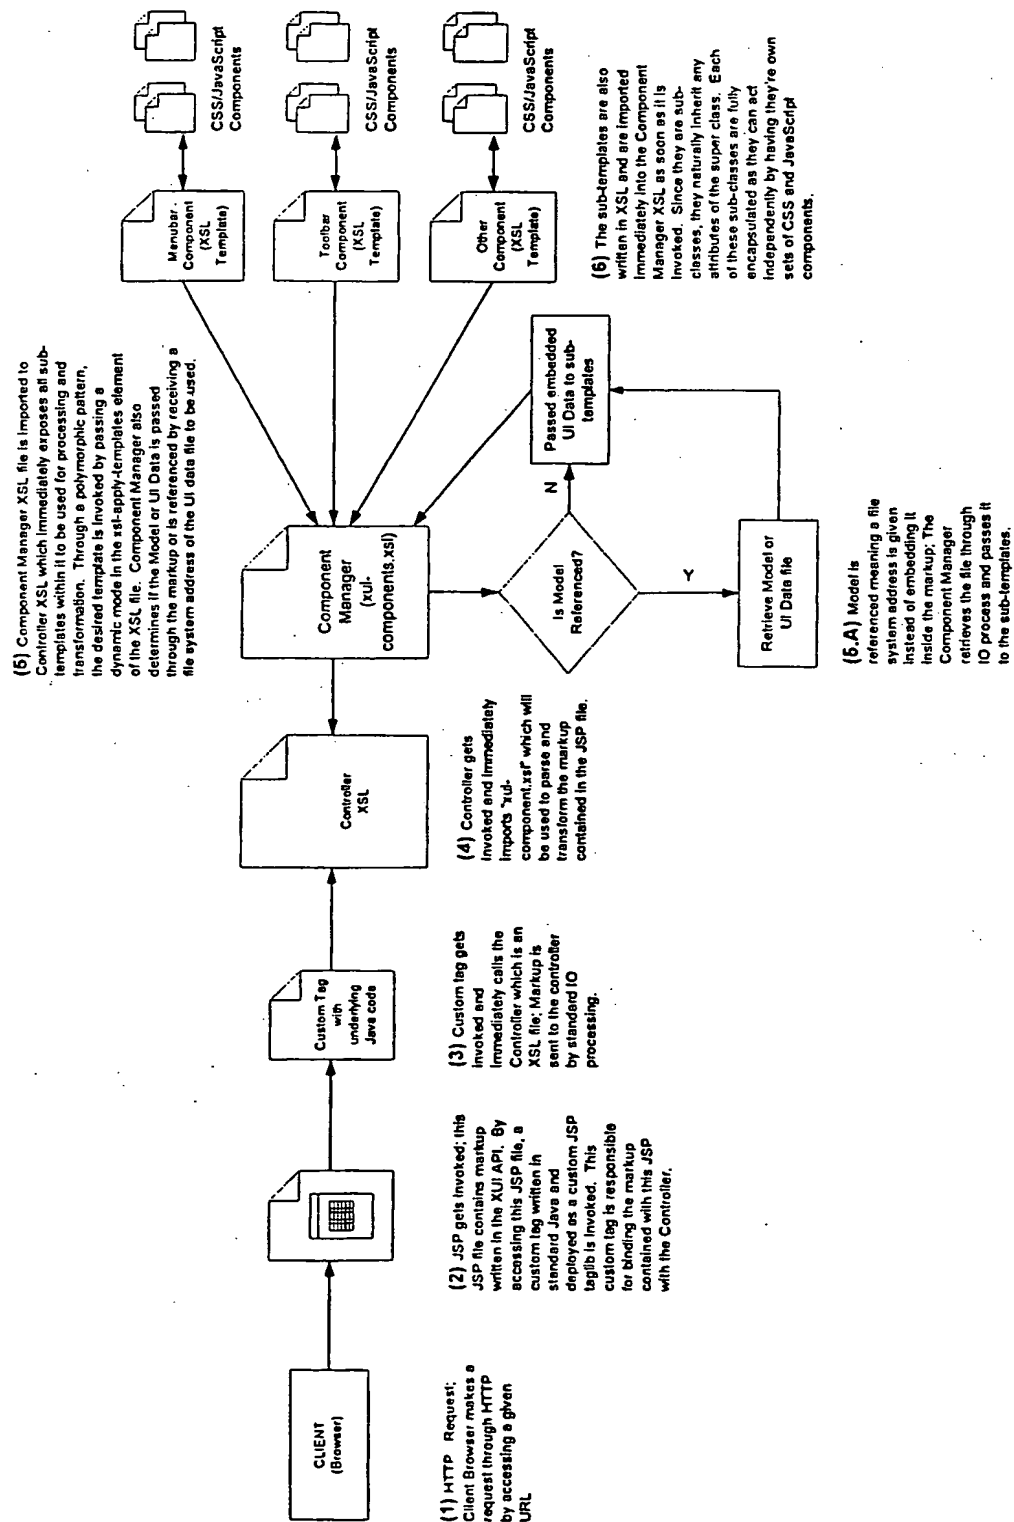 CLIENT
(Browser)
(1) HTTP Request;
Client Browser makes a
request through HTTP
by accessing a given
URL
(2) JSP gets invoked; this
JSP file contains markup
written in the XUI API. By
accessing this JSP file, a
custom tag written in
standard Java and
deployed as a custom JSP
taglib is invoked. This
custom tag is responsible
for binding the markup
contained with this JSP
with the Controller.
Custom Tag
with
underlying
Java code
(3) Custom tag gets
invoked and
immediately calls the
Controller which is an
XSL file; Markup is
sent to the controller
by standard IO
processing.
Controller
XSL
(4) Controller gets
invoked and immediately
imports "xul-
component.xsl" which will
be used to parse and
transform the markup
contained in the JSP file.
(5) Component Manager XSL file is imported to
Controller XSL which immediately exposes all sub-
templates within it to be used for processing and
transformation. Through a polymorphic pattern,
the desired template is invoked by passing a
dynamic mode in the xsl-apply-templates element
of the XSL file. Component Manager also
determines if the Model or UI Data is passed
through the markup or is referenced by receiving a
file system address of the UI data file to be used.
Component
Manager
(xul-
components.xsl)
Is Model
Referenced?
N
Y
Passed embedded
UI Data to sub-
templates
Retrieve Model or
UI Data file
(5.A) Model is
referenced meaning a file
system address is given
instead of embedding it
inside the markup; The
Component Manager
retrieves the file through
IO process and passes it
to the sub-templates.
Menubar
Component
(XSL
Template)
CSS/JavaScript
Components
Toolbar
Component
(XSL
Template)
CSS/JavaScript
Components
Other
Component
(XSL
Template)
CSS/JavaScript
Components
(6) The sub-templates are also
written in XSL and are imported
immediately into the Component
Manager XSL as soon as it is
invoked. Since they are sub-
classes, they naturally inherit any
attributes of the super class. Each
of these sub-classes are fully
encapsulated as they can act
independently by having they're own
sets of CSS and JavaScript
components.